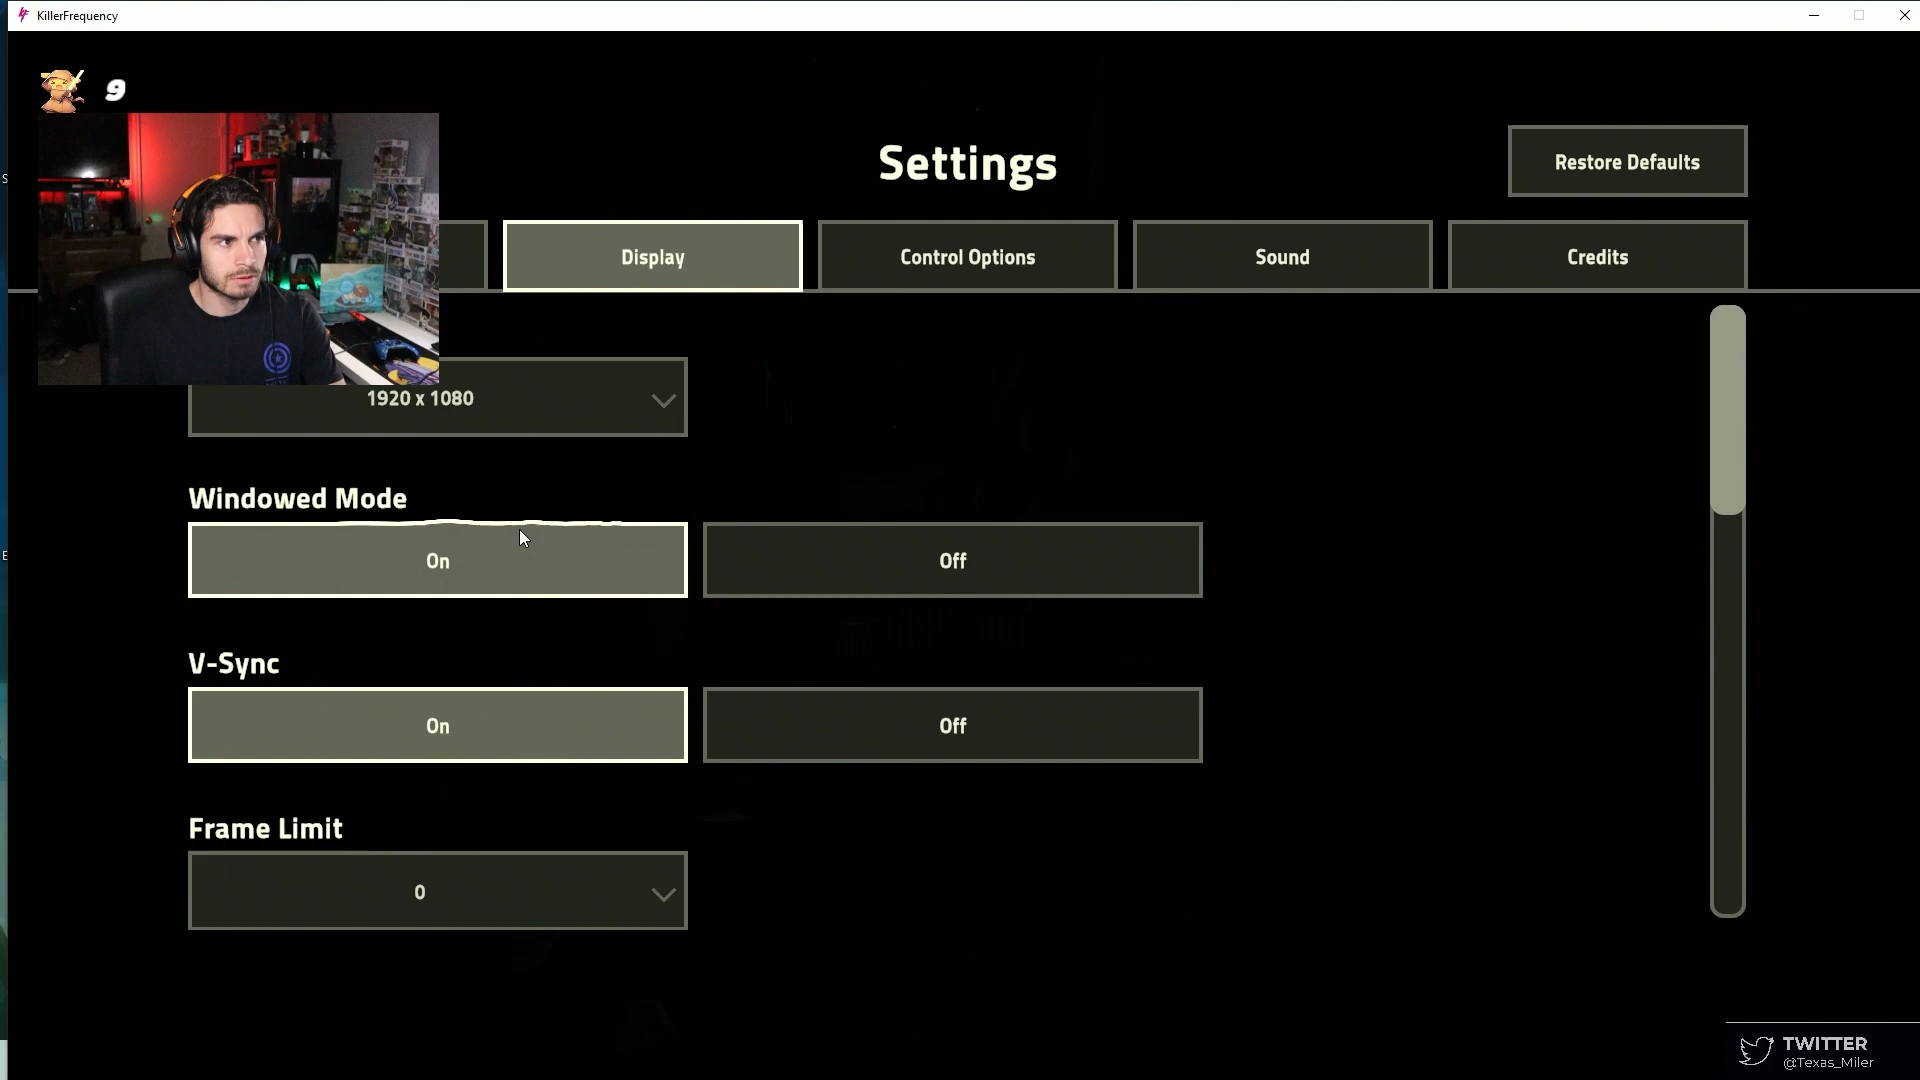 KillerFrequency
9
Settings
Restore Defaults
Display
Control Options
Sound
Credits
1920 x 1080
Windowed Mode
On
Off
V-Sync
On
Off
Frame Limit
0
S
E
TWITTER
@Texas_Miler